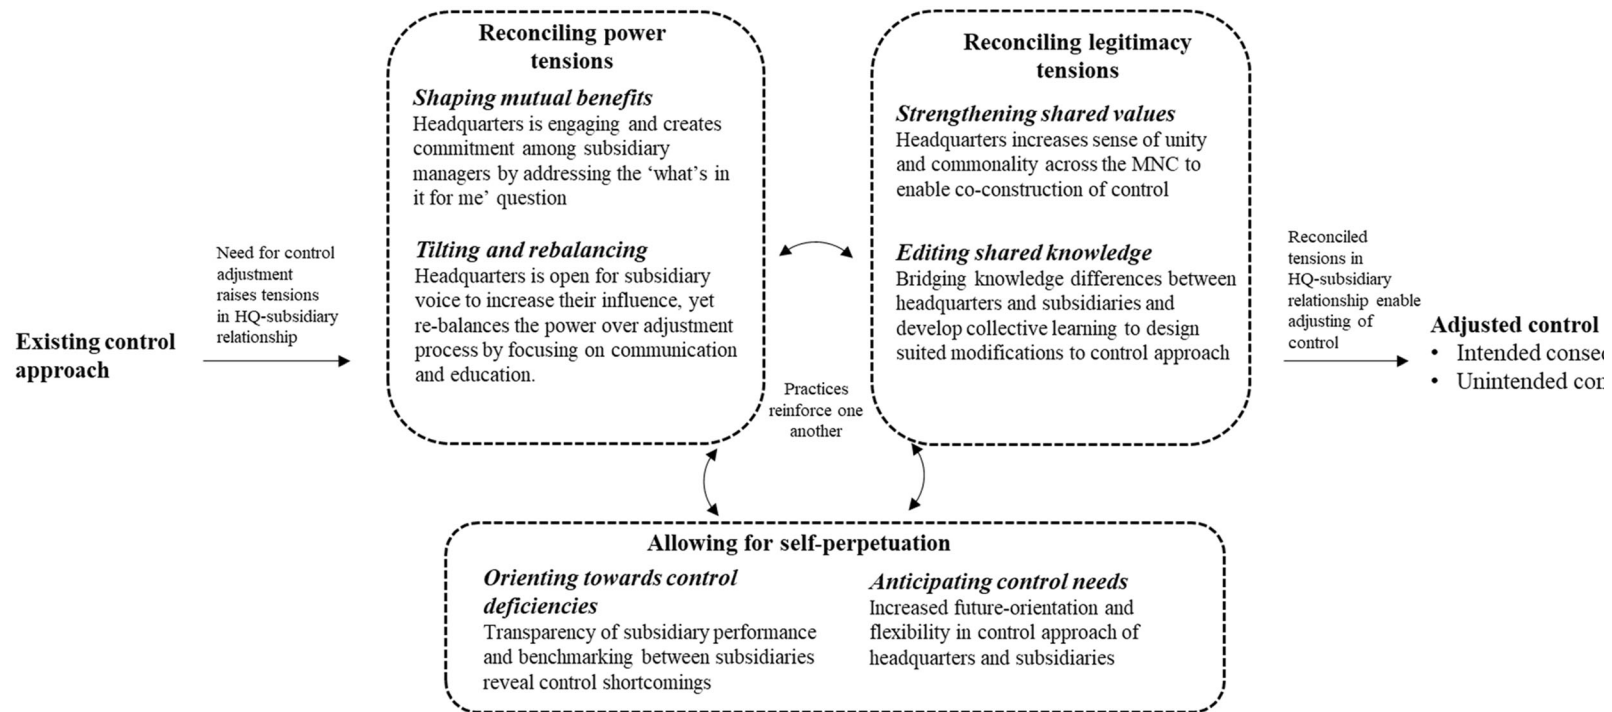 Existing control
approach
Need for control
adjustment
raises tensions
in HQ-subsidiary
relationship
Reconciling power
tensions
Shaping mutual benefits
Headquarters is engaging and creates
commitment among subsidiary
managers by addressing the ‘what’s in
it for me’ question
Tilting and rebalancing
Headquarters is open for subsidiary
voice to increase their influence, yet
re-balances the power over adjustment
process by focusing on communication
and education.
Practices
reinforce one
another
Reconciling legitimacy
tensions
Strengthening shared values
Headquarters increases sense of unity
and commonality across the MNC to
enable co-construction of control
Editing shared knowledge
Bridging knowledge differences between
headquarters and subsidiaries and
develop collective learning to design
suited modifications to control approach
Allowing for self-perpetuation
Orienting towards control
deficiencies
Transparency of subsidiary performance
and benchmarking between subsidiaries
reveal control shortcomings
Anticipating control needs
Increased future-orientation and
flexibility in control approach of
headquarters and subsidiaries
Reconciled
tensions in
HQ-subsidiary
relationship enable
adjusting of
control
Adjusted control
• Intended
• Unintended